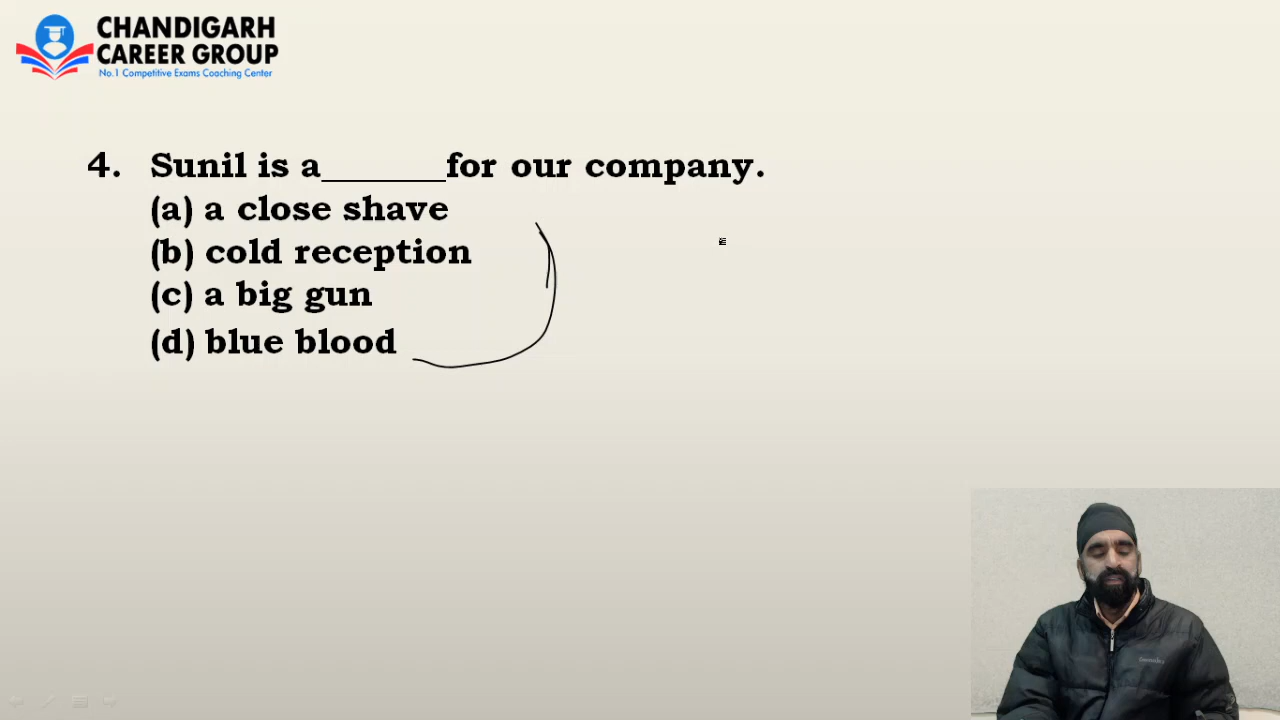 CHANDIGARH
CAREER GROUP
No.1 Competitive Exams Coaching Center
4. Sunil is a_______for our company.
(a) a close shave
(b) cold reception
(c) a big gun
(d) blue blood